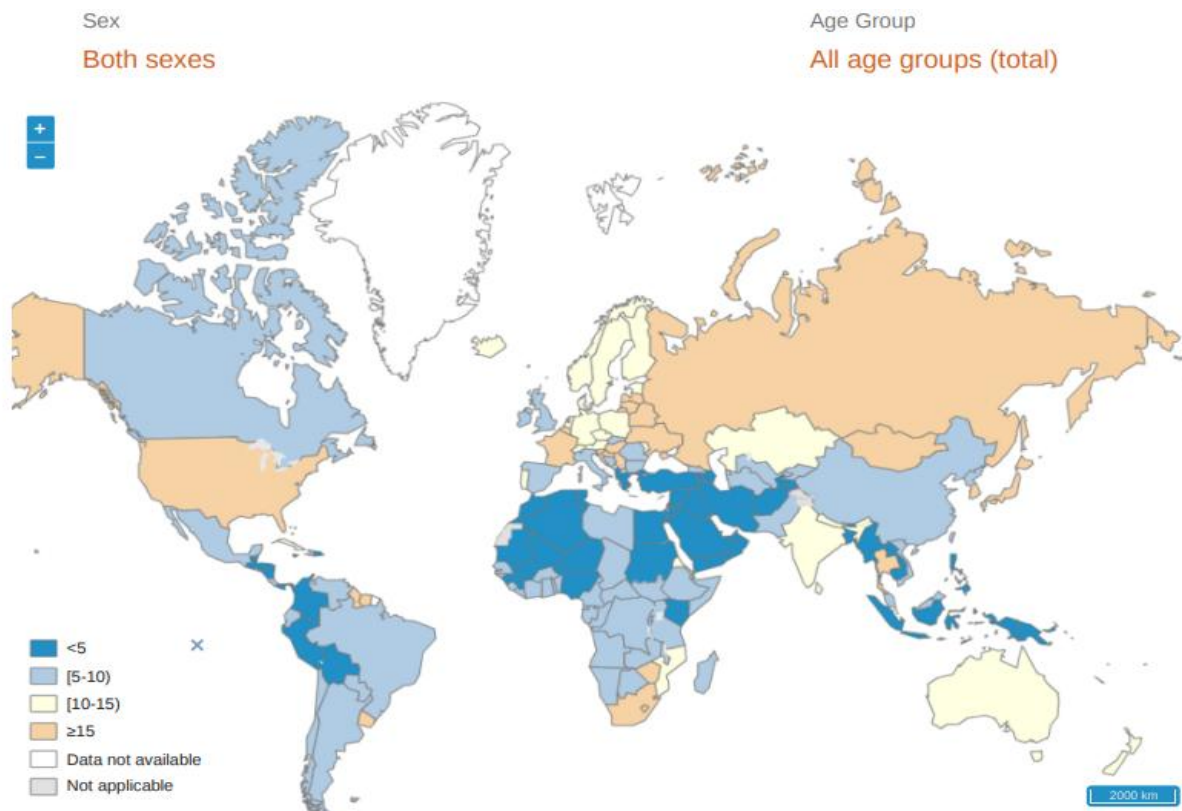 Sex
Age Group
Both sexes
All age groups (total)
+
−
<5
[5-10)
[10-15)
≥15
Data not available
Not applicable
2000 km